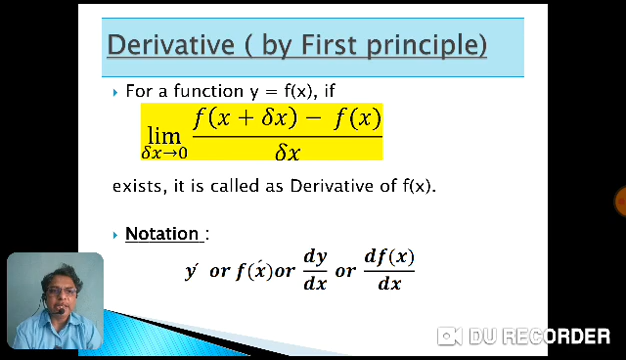 Derivative ( by First principle)
For a function y = f(x), if
lim δx→0 f(x + δx) − f(x) / δx
exists, it is called as Derivative of f(x).
Notation :
y′ or f(x́) or dy/dx or df(x)/dx
DU RECORDER